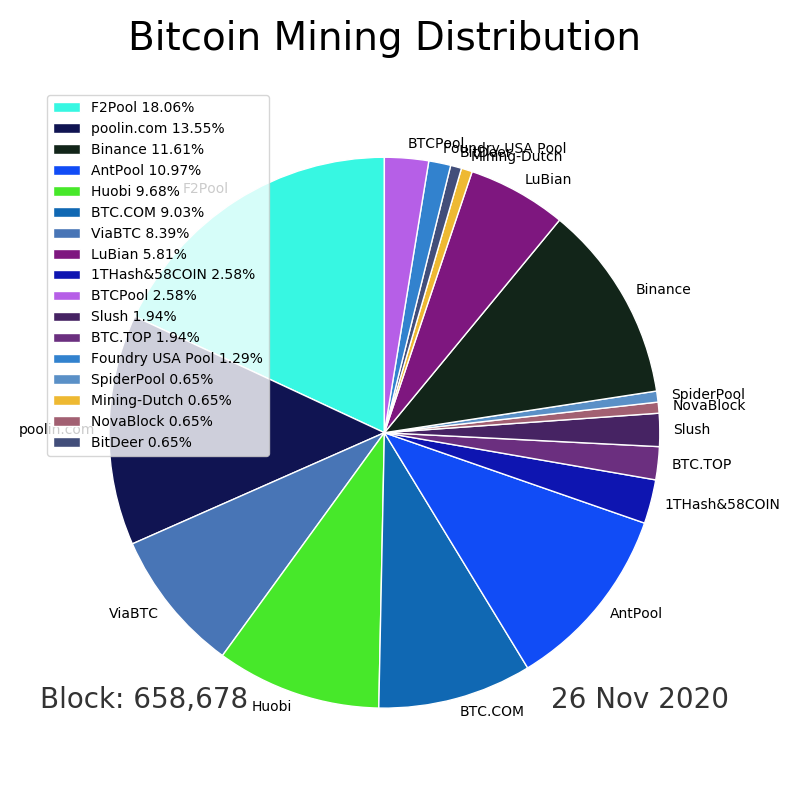 Bitcoin Mining Distribution
F2Pool 18.06%
poolin.com 13.55%
Binance 11.61%
AntPool 10.97%
Huobi 9.68%
BTC.COM 9.03%
ViaBTC 8.39%
LuBian 5.81%
1THash&58COIN 2.58%
BTCPool 2.58%
Slush 1.94%
BTC.TOP 1.94%
Foundry USA Pool 1.29%
SpiderPool 0.65%
Mining-Dutch 0.65%
NovaBlock 0.65%
BitDeer 0.65%
BTCPool
Foundry USA Pool
BitDeer
Mining-Dutch
LuBian
Binance
SpiderPool
NovaBlock
Slush
BTC.TOP
1THash&58COIN
AntPool
BTC.COM
Huobi
ViaBTC
poolin.com
F2Pool
Block: 658,678
26 Nov 2020